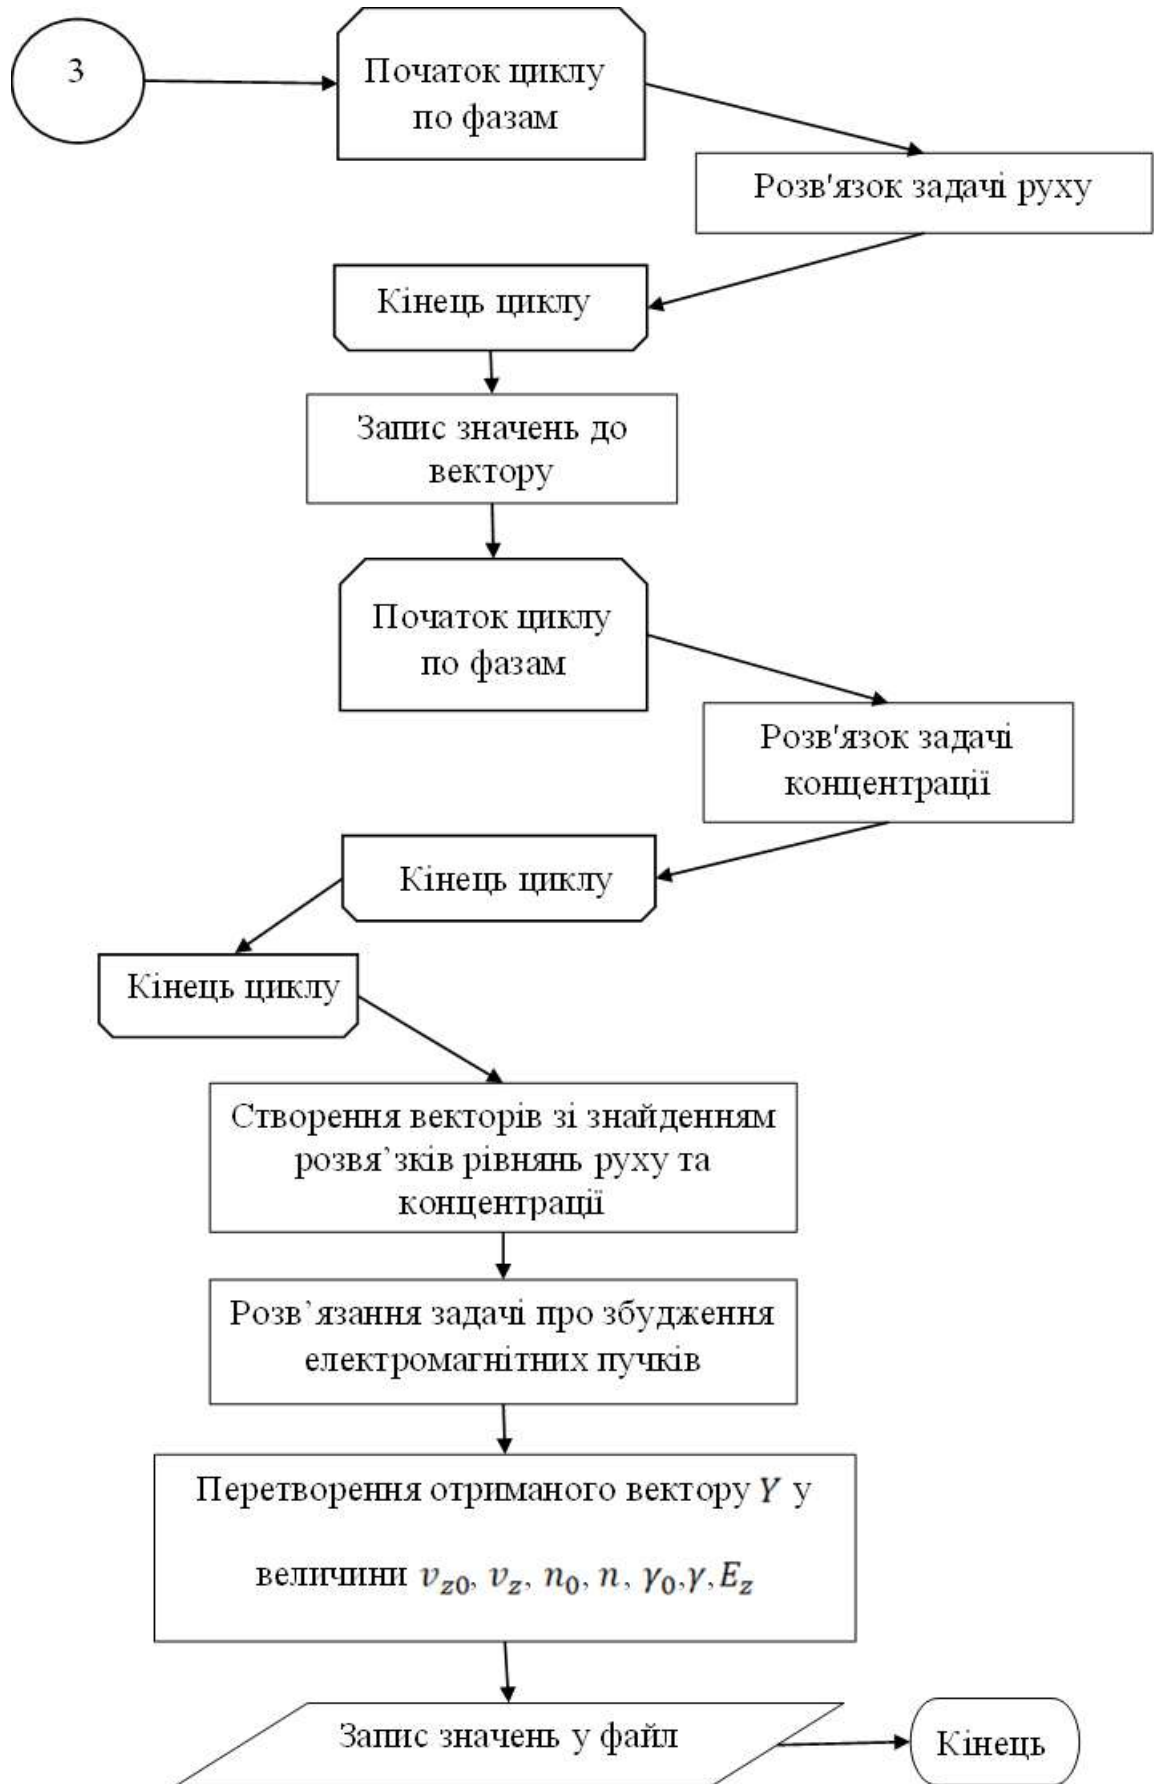 3
Початок циклу
по фазам
Розв'язок задачі руху
Кінець циклу
Запис значень до
вектору
Початок циклу
по фазам
Розв'язок задачі
концентрації
Кінець циклу
Кінець циклу
Створення векторів зі знайденням
розвя’зків рівнянь руху та
концентрації
Розв’язання задачі про збудження
електромагнітних пучків
Перетворення отриманого вектору Y у
величини v_{z0}, v_z, n_0, n, γ_0,γ,E_z
Запис значень у файл
Кінець